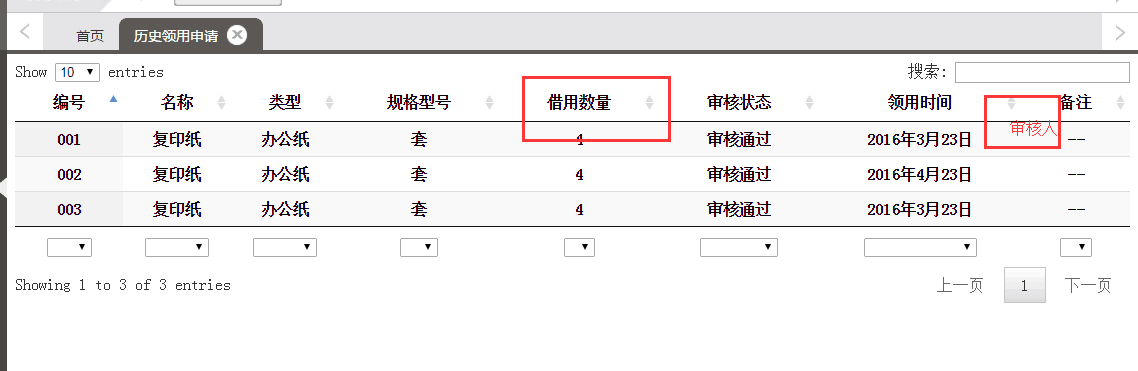 首页 历史领用申请
Show 10 entries 搜索:
编号 名称 类型 规格型号 借用数量 审核状态 领用时间 备注
审核人
001 复印纸 办公纸 套 4 审核通过 2016年3月23日 --
002 复印纸 办公纸 套 4 审核通过 2016年4月23日 --
003 复印纸 办公纸 套 4 审核通过 2016年3月23日 --
Showing 1 to 3 of 3 entries 上一页 1 下一页